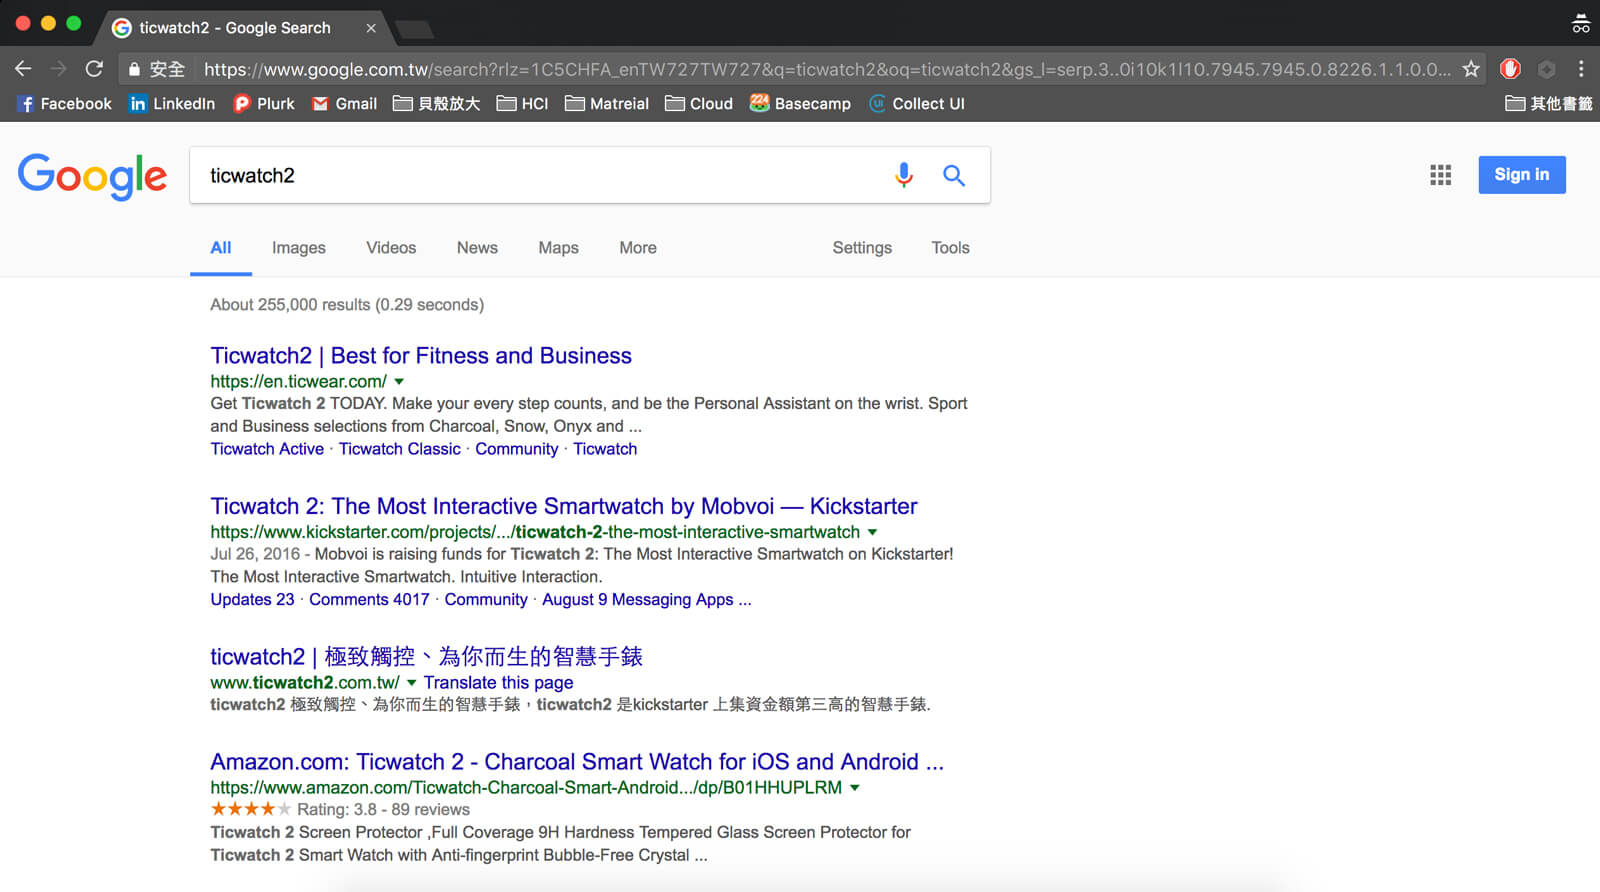 ticwatch2 - Google Search
安全 https://www.google.com.tw/search?rlz=1C5CHFA_enTW727TW727&q=ticwatch2&oq=ticwatch2&gs_l=serp.3..0i10k1l10.7945.7945.0.8226.1.1.0.0...
Facebook LinkedIn Plurk Gmail 貝殼放大 HCI Matreial Cloud Basecamp Collect UI 其他書籤
Google ticwatch2 Sign in
All Images Videos News Maps More Settings Tools
About 255,000 results (0.29 seconds)
Ticwatch2 | Best for Fitness and Business
https://en.ticwear.com/
Get Ticwatch 2 TODAY. Make your every step counts, and be the Personal Assistant on the wrist. Sport
and Business selections from Charcoal, Snow, Onyx and ...
Ticwatch Active · Ticwatch Classic · Community · Ticwatch
Ticwatch 2: The Most Interactive Smartwatch by Mobvoi — Kickstarter
https://www.kickstarter.com/projects/.../ticwatch-2-the-most-interactive-smartwatch
Jul 26, 2016 - Mobvoi is raising funds for Ticwatch 2: The Most Interactive Smartwatch on Kickstarter!
The Most Interactive Smartwatch. Intuitive Interaction.
Updates 23 · Comments 4017 · Community · August 9 Messaging Apps ...
ticwatch2 | 極致觸控、為你而生的智慧手錶
www.ticwatch2.com.tw/ Translate this page
ticwatch2 極致觸控、為你而生的智慧手錶，ticwatch2 是kickstarter 上集資金額第三高的智慧手錶.
Amazon.com: Ticwatch 2 - Charcoal Smart Watch for iOS and Android ...
https://www.amazon.com/Ticwatch-Charcoal-Smart-Android.../dp/B01HHUPLRM
Rating: 3.8 - 89 reviews
Ticwatch 2 Screen Protector ,Full Coverage 9H Hardness Tempered Glass Screen Protector for
Ticwatch 2 Smart Watch with Anti-fingerprint Bubble-Free Crystal ...